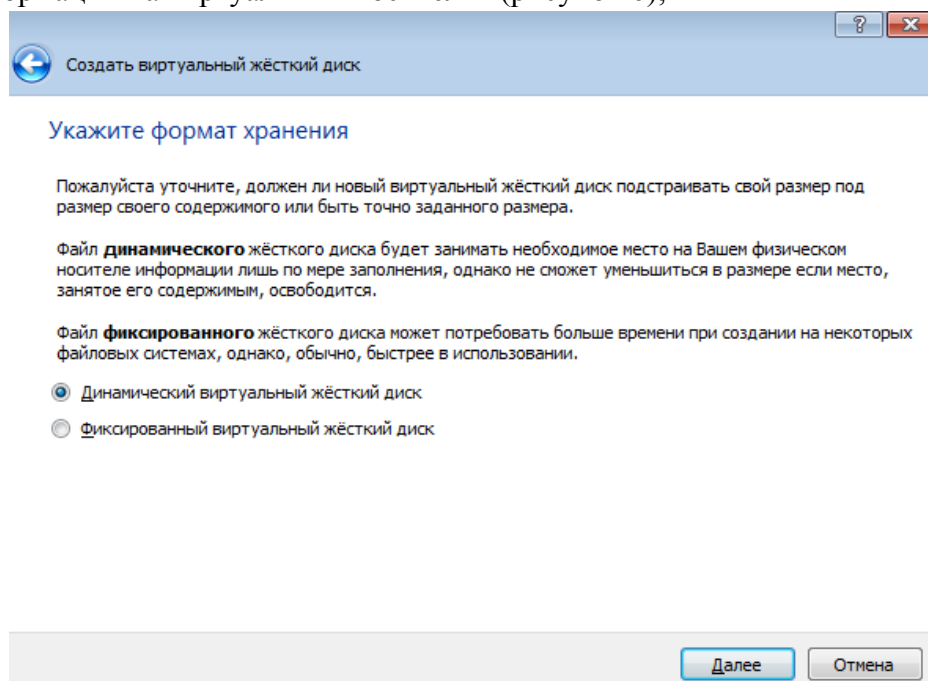 Создать виртуальный жёсткий диск
Укажите формат хранения
Пожалуйста уточните, должен ли новый виртуальный жёсткий диск подстраивать свой размер под
размер своего содержимого или быть точно заданного размера.
Файл динамического жёсткого диска будет занимать необходимое место на Вашем физическом
носителе информации лишь по мере заполнения, однако не сможет уменьшиться в размере если место,
занятое его содержимым, освободится.
Файл фиксированного жёсткого диска может потребовать больше времени при создании на некоторых
файловых системах, однако, обычно, быстрее в использовании.
Динамический виртуальный жёсткий диск
Фиксированный виртуальный жёсткий диск
Далее
Отмена